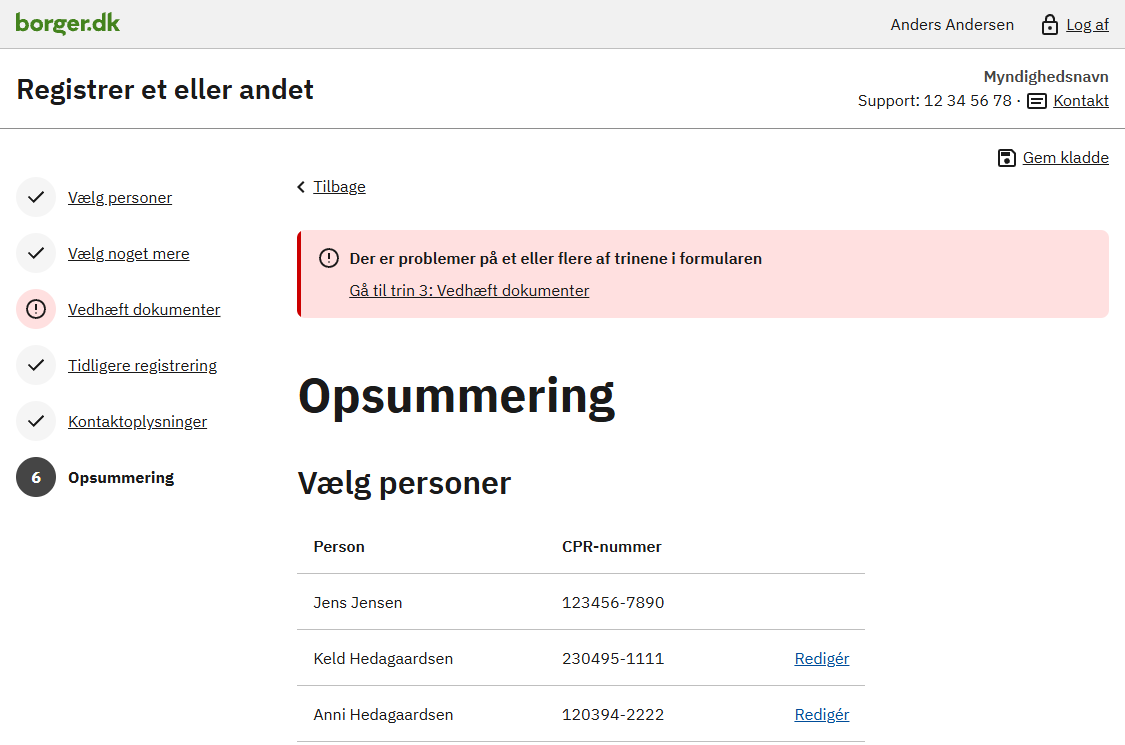 borger.dk
Anders Andersen
Log af
Registrer et eller andet
Myndighedsnavn
Support: 12 34 56 78 · Kontakt
Gem kladde
Vælg personer
Vælg noget mere
Vedhæft dokumenter
Tidligere registrering
Kontaktoplysninger
6 Opsummering
Tilbage
Der er problemer på et eller flere af trinene i formularen
Gå til trin 3: Vedhæft dokumenter
Opsummering
Vælg personer
Person CPR-nummer
Jens Jensen 123456-7890
Keld Hedagaardsen 230495-1111 Redigér
Anni Hedagaardsen 120394-2222 Redigér